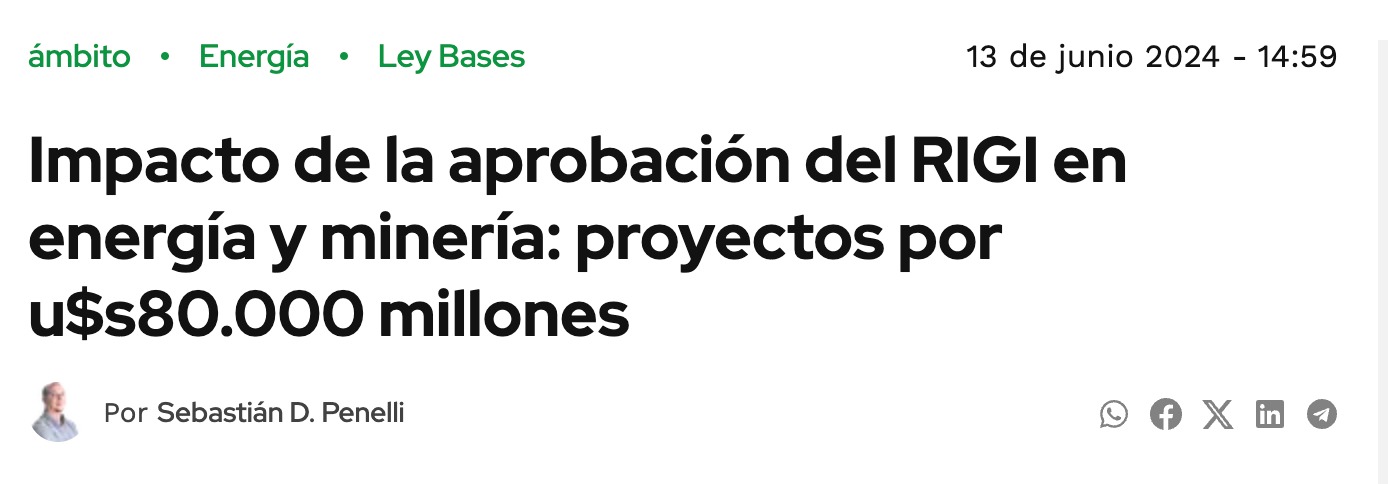 ámbito • Energía • Ley Bases 13 de junio 2024 - 14:59
Impacto de la aprobación del RIGI en
energía y minería: proyectos por
u$s80.000 millones
Por Sebastián D. Penelli